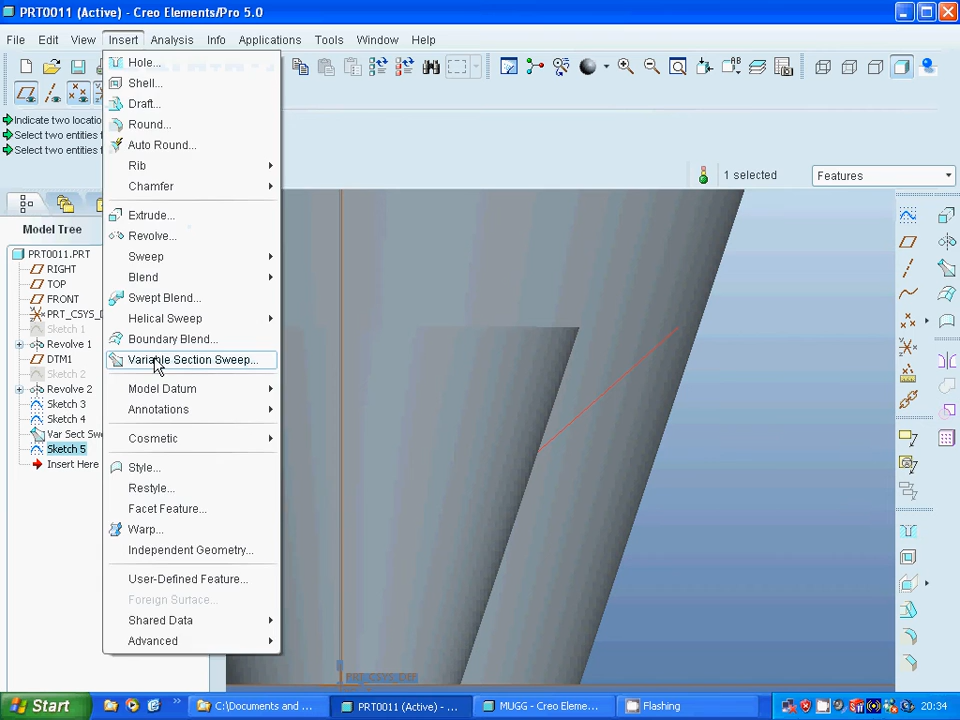 PRT0011 (Active) - Creo Elements/Pro 5.0
File Edit View Insert Analysis Info Applications Tools Window Help
Indicate two locatio
Select two entities f
Select two entities f
1 selected
Features
Model Tree
PRT0011.PRT
RIGHT
TOP
FRONT
PRT_CSYS_D
Sketch 1
Revolve 1
DTM1
Sketch 2
Revolve 2
Sketch 3
Sketch 4
Var Sect Sw
Sketch 5
Insert Here
Hole...
Shell...
Draft...
Round...
Auto Round...
Rib
Chamfer
Extrude...
Revolve...
Sweep
Blend
Swept Blend...
Helical Sweep
Boundary Blend...
Variable Section Sweep...
Model Datum
Annotations
Cosmetic
Style...
Restyle...
Facet Feature...
Warp...
Independent Geometry...
User-Defined Feature...
Foreign Surface...
Shared Data
Advanced
PRT_CSYS_DEF
Start
C:\Documents and ...
PRT0011 (Active) - ...
MUGG - Creo Eleme...
Flashing
20:34